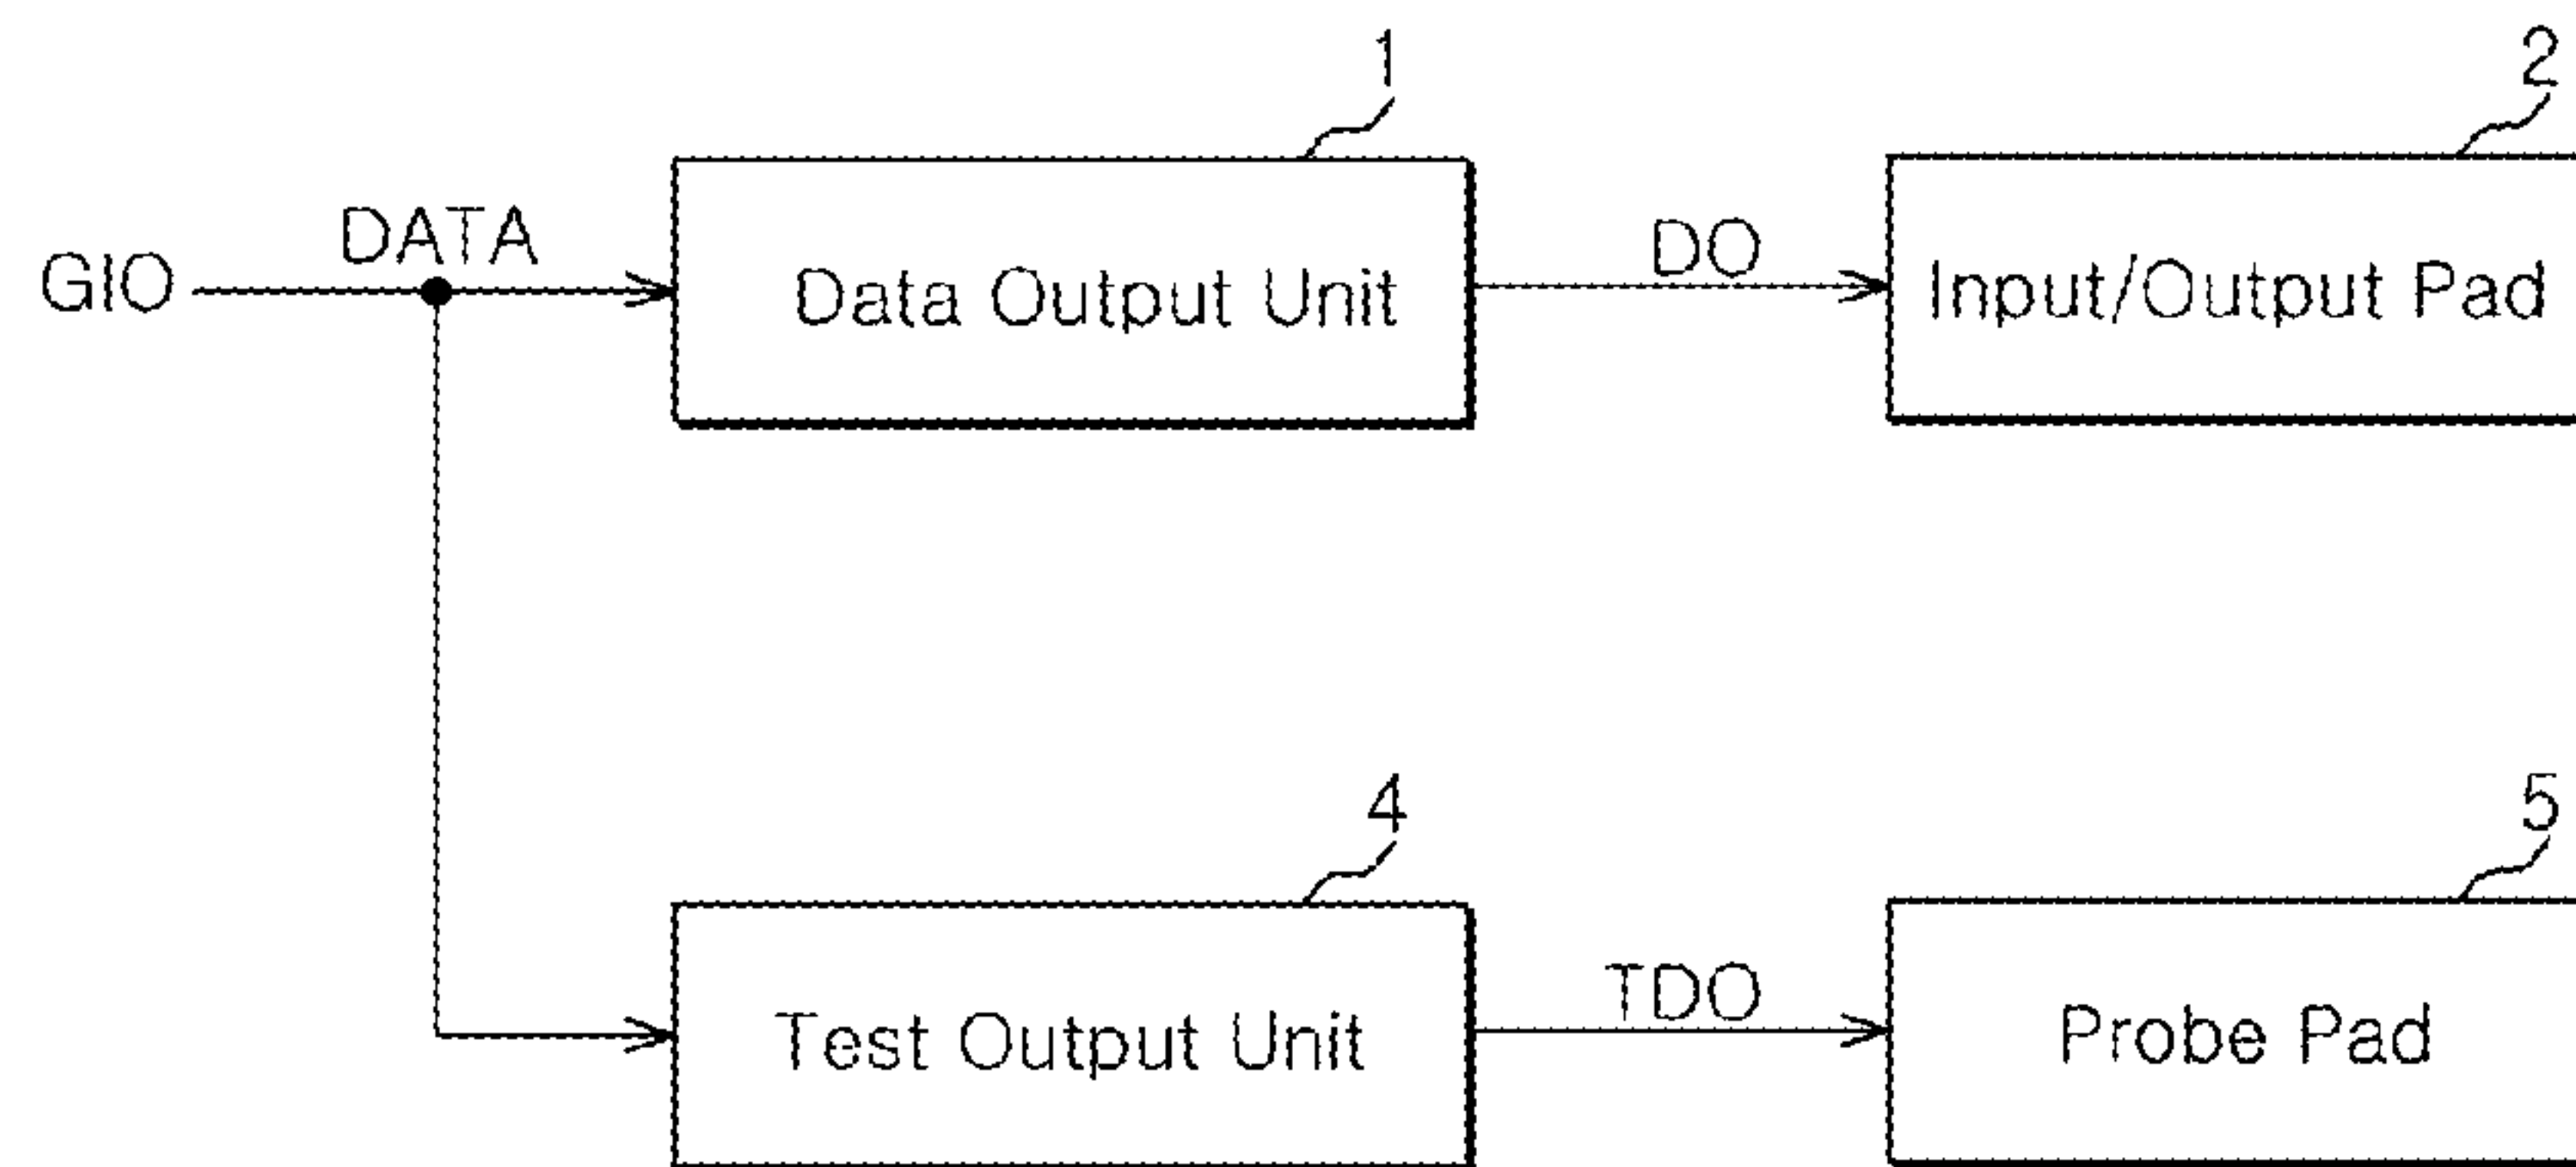 1
2
GIO
DATA
Data Output Unit
DO
Input/Output Pad
4
5
Test Output Unit
TDO
Probe Pad